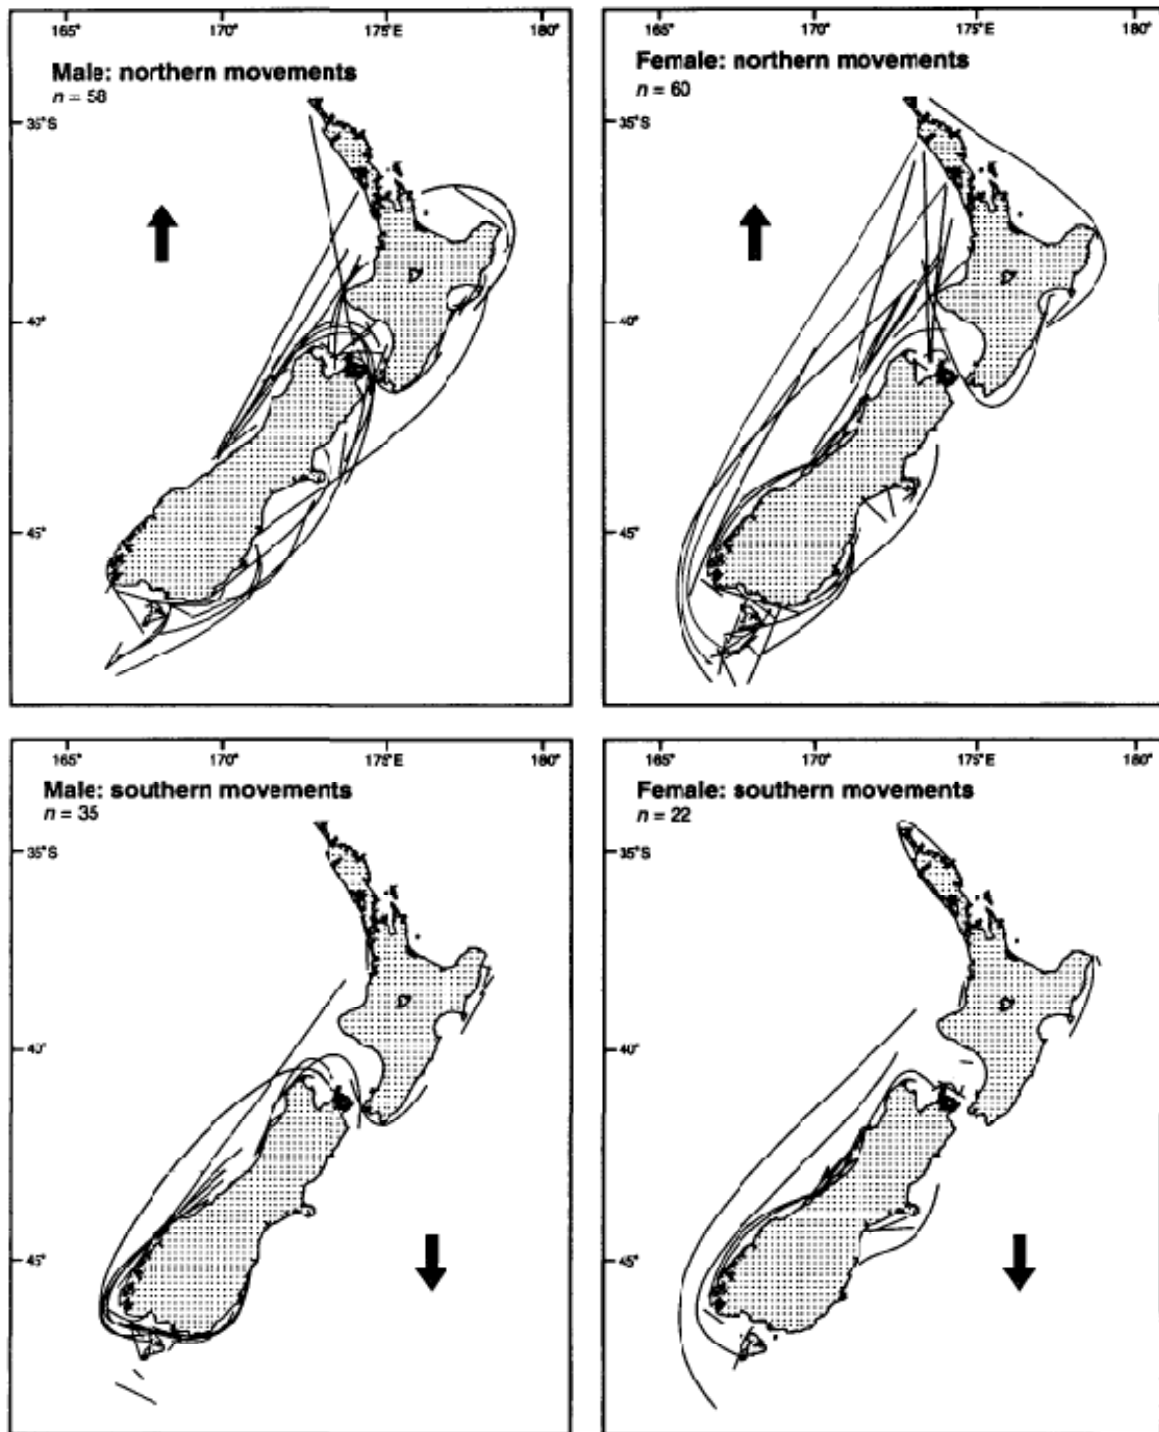 165° 170° 175°E 180°
Male: northern movements
n = 58
35°S
40°
45°
165° 170° 175°E 180°
Female: northern movements
n = 60
35°S
40°
45°
165° 170° 175°E 180°
Male: southern movements
n = 35
35°S
40°
45°
165° 170° 175°E 180°
Female: southern movements
n = 22
35°S
40°
45°